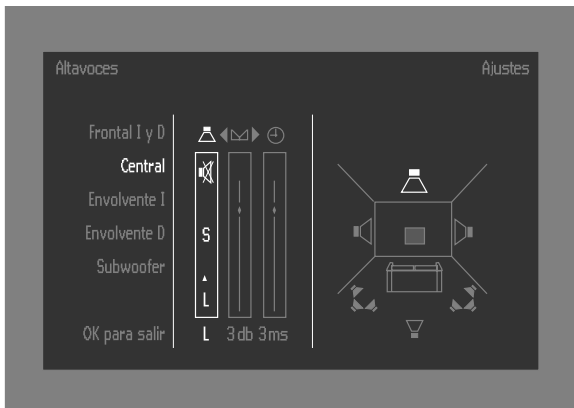 Altavoces Ajustes
Frontal I y D
Central
Envolvente I
S
Envolvente D
Subwoofer
L
OK para salir L 3 db 3 ms